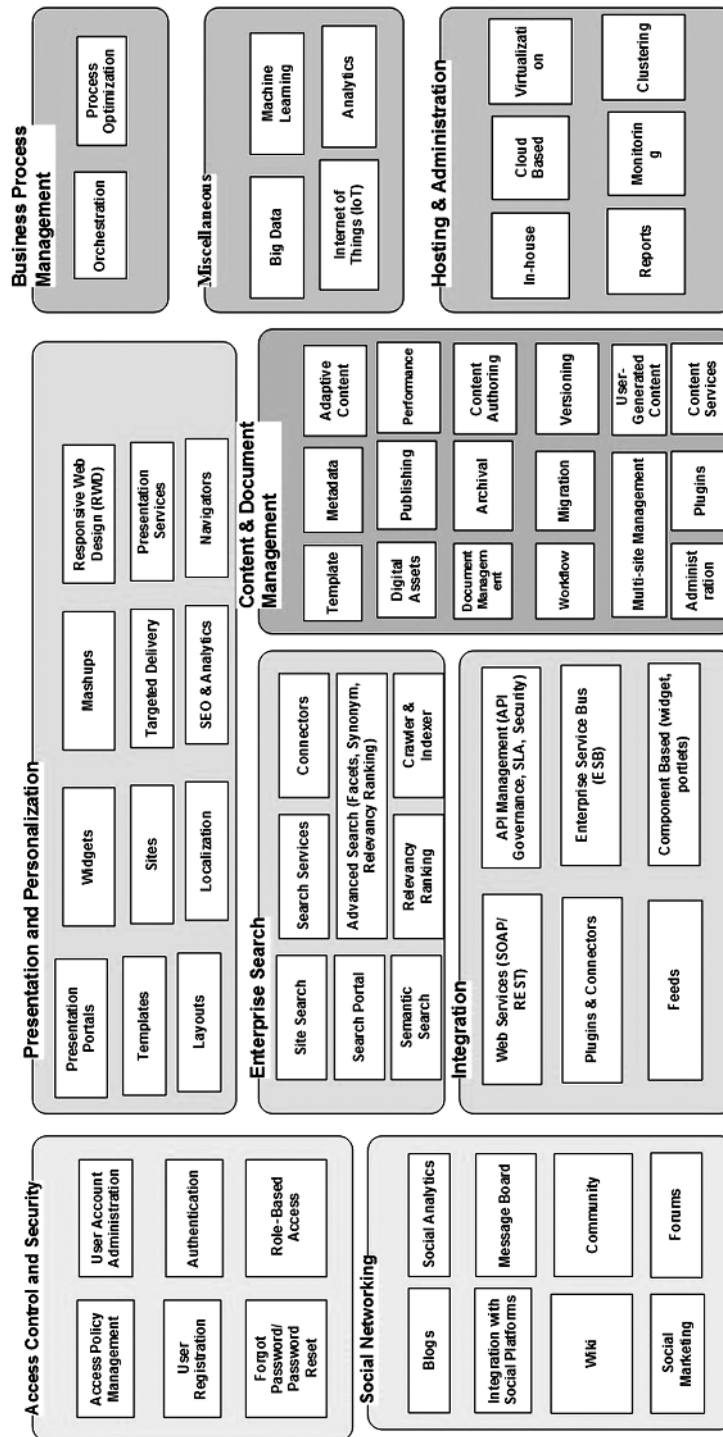 Access Control and Security
Access Policy
Management
User Account
Administration
User
Registration
Authentication
Forgot
Password/
Password
Reset
Role-Based
Access
Social Networking
Blogs
Social Analytics
Integration with
Social Platforms
Message Board
Wiki
Community
Social
Marketing
Forums
Presentation and Personalization
Presentation
Portals
Widgets
Mashups
Responsive Web
Design (RWD)
Templates
Sites
Targeted Delivery
Presentation
Services
Layouts
Localization
SEO & Analytics
Navigators
Enterprise Search
Site Search
Search Services
Connectors
Search Portal
Advanced Search (Facets, Synonym,
Relevancy Ranking)
Semantic
Search
Relevancy
Ranking
Crawler &
Indexer
Integration
Web Services (SOAP/
REST)
API Management (API
Governance, SLA, Security)
Plugins & Connectors
Enterprise Service Bus
(ESB)
Feeds
Component Based (widget,
portlets)
Content & Document
Management
Template
Metadata
Adaptive
Content
Digital
Assets
Publishing
Performance
Document
Managem
ent
Archival
Content
Authoring
Workflow
Migration
Versioning
Multi-site Management
User-
Generated
Content
Administ
ration
Plugins
Content
Services
Business Process
Management
Orchestration
Process
Optimization
Miscellaneous
Big Data
Machine
Learning
Internet of
Things (IoT)
Analytics
Hosting & Administration
In-house
Cloud
Based
Virtualizati
on
Reports
Monitorin
g
Clustering